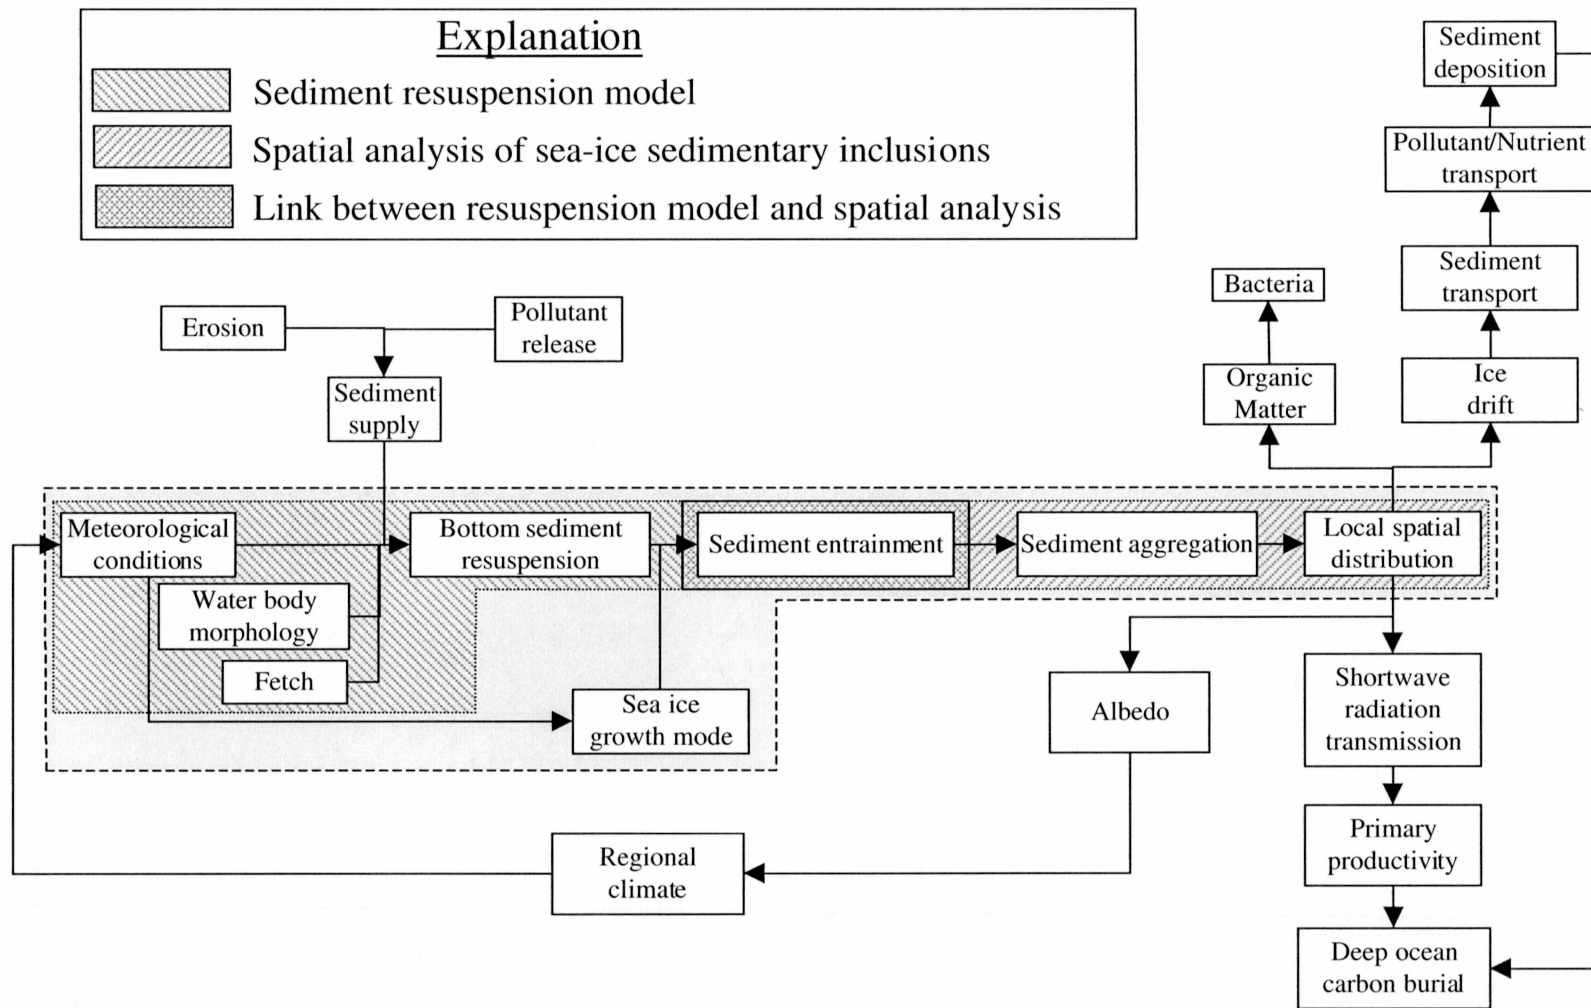 Explanation
Sediment resuspension model
Spatial analysis of sea-ice sedimentary inclusions
Link between resuspension model and spatial analysis
Sediment
deposition
Pollutant/Nutrient
transport
Sediment
transport
Ice
drift
Bacteria
Organic
Matter
Erosion
Pollutant
release
Sediment
supply
Meteorological
conditions
Water body
morphology
Fetch
Bottom sediment
resuspension
Sea ice
growth mode
Sediment entrainment
Sediment aggregation
Local spatial
distribution
Albedo
Regional
climate
Shortwave
radiation
transmission
Primary
productivity
Deep ocean
carbon burial